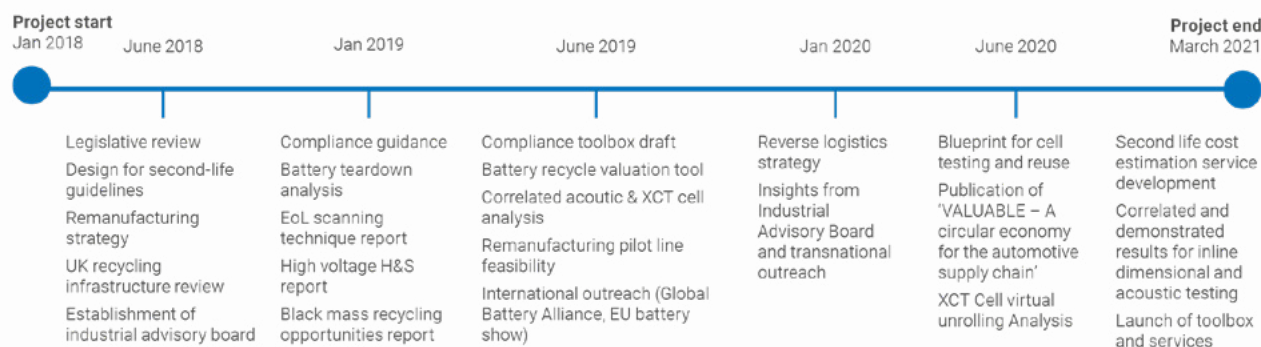 Project start
Jan 2018
June 2018
Jan 2019
June 2019
Jan 2020
June 2020
Project end
March 2021
Legislative review
Design for second-life
guidelines
Remanufacturing
strategy
UK recycling
infrastructure review
Establishment of
industrial advisory board
Compliance guidance
Battery teardown
analysis
EoL scanning
technique report
High voltage H&S
report
Black mass recycling
opportunities report
Compliance toolbox draft
Battery recycle valuation tool
Correlated acoutic & XCT cell
analysis
Remanufacturing pilot line
feasibility
International outreach (Global
Battery Alliance, EU battery
show)
Reverse logistics
strategy
Insights from
Industrial
Advisory Board
and transnational
outreach
Blueprint for cell
testing and reuse
Publication of
'VALUABLE – A
circular economy
for the automotive
supply chain'
XCT Cell virtual
unrolling Analysis
Second life cost
estimation service
development
Correlated and
demonstrated
results for inline
dimensional and
acoustic testing
Launch of toolbox
and services